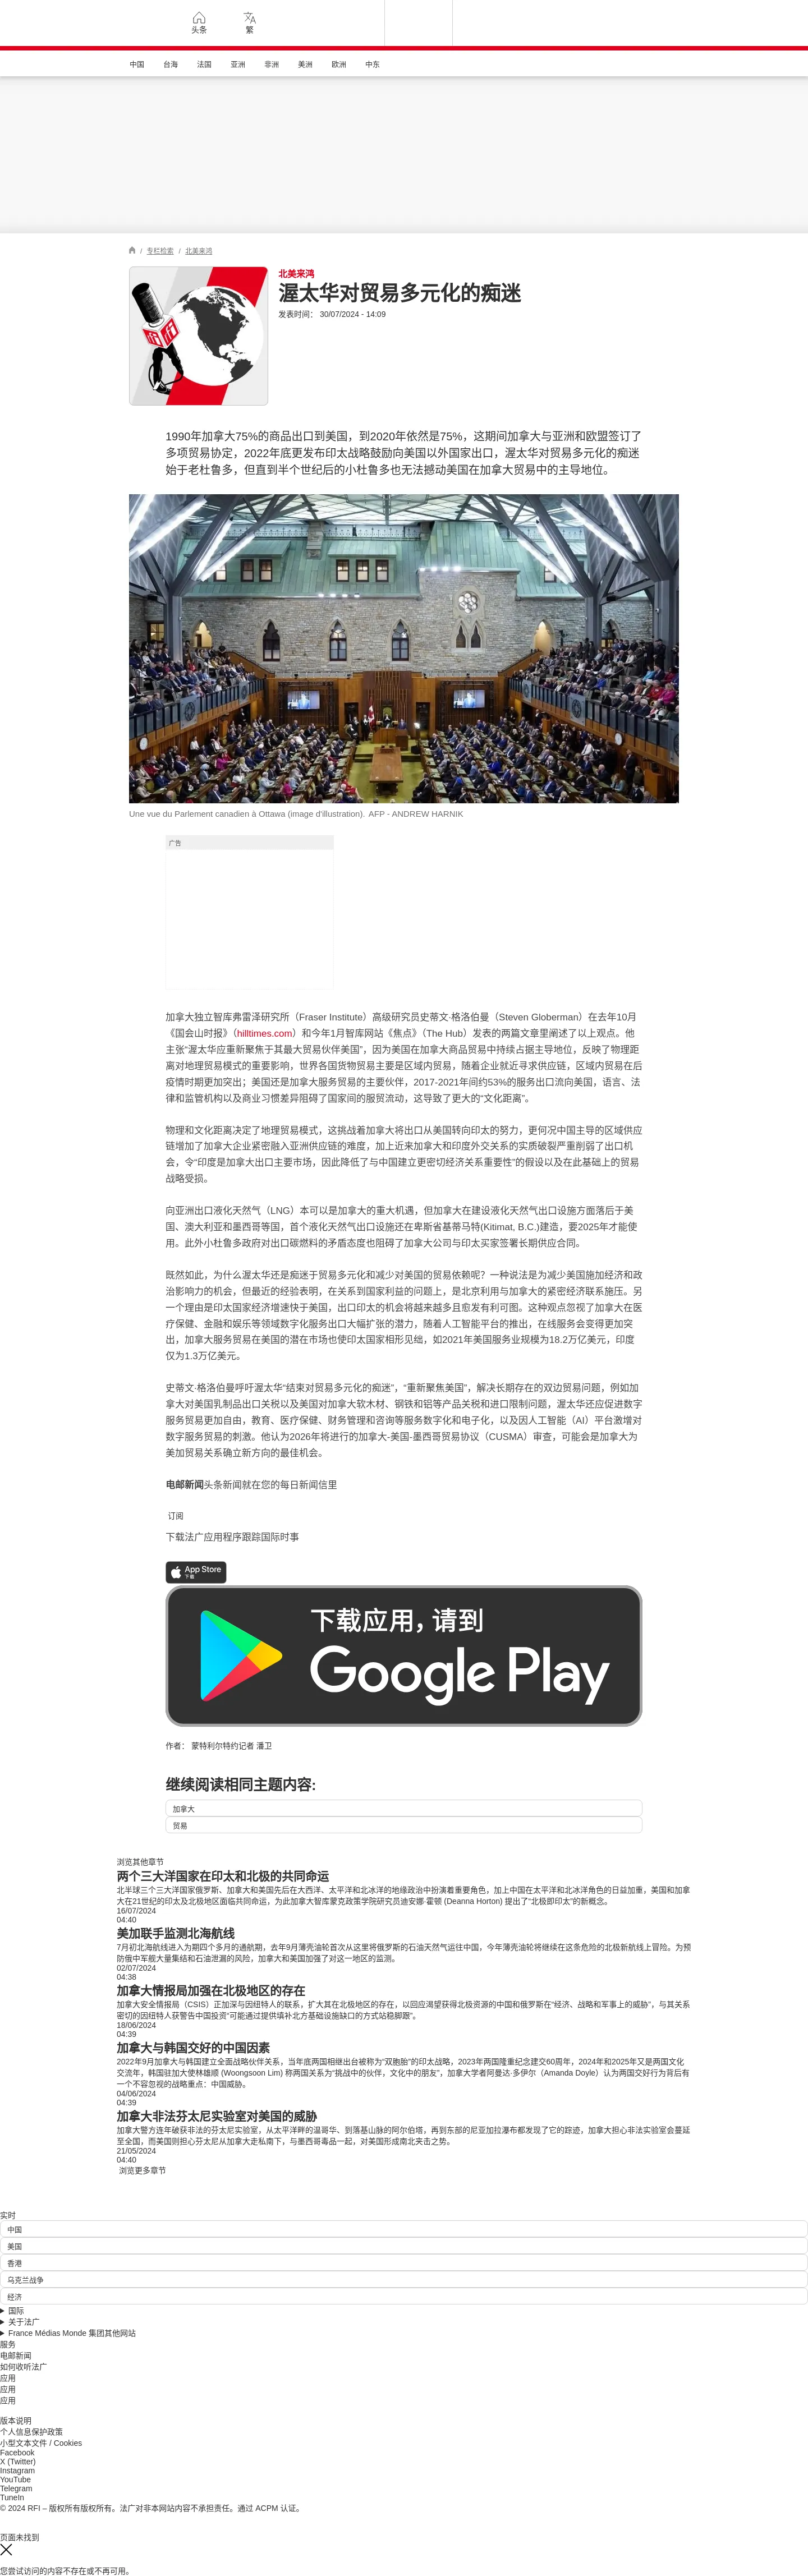 头条
繁
中国
台海
法国
亚洲
非洲
美洲
欧洲
中东
/ 专栏检索 / 北美来鸿
北美来鸿
渥太华对贸易多元化的痴迷
发表时间： 30/07/2024 - 14:09
rfi
1990年加拿大75%的商品出口到美国，到2020年依然是75%，这期间加拿大与亚洲和欧盟签订了
多项贸易协定，2022年底更发布印太战略鼓励向美国以外国家出口，渥太华对贸易多元化的痴迷
始于老杜鲁多，但直到半个世纪后的小杜鲁多也无法撼动美国在加拿大贸易中的主导地位。
Une vue du Parlement canadien à Ottawa (image d'illustration). AFP - ANDREW HARNIK
广告
加拿大独立智库弗雷泽研究所（Fraser Institute）高级研究员史蒂文·格洛伯曼（Steven Globerman）在去年10月
《国会山时报》（hilltimes.com）和今年1月智库网站《焦点》（The Hub）发表的两篇文章里阐述了以上观点。他
主张“渥太华应重新聚焦于其最大贸易伙伴美国”，因为美国在加拿大商品贸易中持续占据主导地位，反映了物理距
离对地理贸易模式的重要影响，世界各国货物贸易主要是区域内贸易，随着企业就近寻求供应链，区域内贸易在后
疫情时期更加突出；美国还是加拿大服务贸易的主要伙伴，2017-2021年间约53%的服务出口流向美国，语言、法
律和监管机构以及商业习惯差异阻碍了国家间的服贸流动，这导致了更大的“文化距离”。
物理和文化距离决定了地理贸易模式，这挑战着加拿大将出口从美国转向印太的努力，更何况中国主导的区域供应
链增加了加拿大企业紧密融入亚洲供应链的难度，加上近来加拿大和印度外交关系的实质破裂严重削弱了出口机
会，令“印度是加拿大出口主要市场，因此降低了与中国建立更密切经济关系重要性”的假设以及在此基础上的贸易
战略受损。
向亚洲出口液化天然气（LNG）本可以是加拿大的重大机遇，但加拿大在建设液化天然气出口设施方面落后于美
国、澳大利亚和墨西哥等国，首个液化天然气出口设施还在卑斯省基蒂马特(Kitimat, B.C.)建造，要2025年才能使
用。此外小杜鲁多政府对出口碳燃料的矛盾态度也阻碍了加拿大公司与印太买家签署长期供应合同。
既然如此，为什么渥太华还是痴迷于贸易多元化和减少对美国的贸易依赖呢？一种说法是为减少美国施加经济和政
治影响力的机会，但最近的经验表明，在关系到国家利益的问题上，是北京利用与加拿大的紧密经济联系施压。另
一个理由是印太国家经济增速快于美国，出口印太的机会将越来越多且愈发有利可图。这种观点忽视了加拿大在医
疗保健、金融和娱乐等领域数字化服务出口大幅扩张的潜力，随着人工智能平台的推出，在线服务会变得更加突
出，加拿大服务贸易在美国的潜在市场也使印太国家相形见绌，如2021年美国服务业规模为18.2万亿美元，印度
仅为1.3万亿美元。
史蒂文·格洛伯曼呼吁渥太华“结束对贸易多元化的痴迷”，“重新聚焦美国”，解决长期存在的双边贸易问题，例如加
拿大对美国乳制品出口关税以及美国对加拿大软木材、钢铁和铝等产品关税和进口限制问题，渥太华还应促进数字
服务贸易更加自由，教育、医疗保健、财务管理和咨询等服务数字化和电子化，以及因人工智能（AI）平台激增对
数字服务贸易的刺激。他认为2026年将进行的加拿大-美国-墨西哥贸易协议（CUSMA）审查，可能会是加拿大为
美加贸易关系确立新方向的最佳机会。
电邮新闻头条新闻就在您的每日新闻信里
订阅
下载法广应用程序跟踪国际时事
App Store
下载
下载应用，请到
Google Play
作者： 蒙特利尔特约记者 潘卫
继续阅读相同主题内容:
加拿大
贸易
浏览其他章节
两个三大洋国家在印太和北极的共同命运
北半球三个三大洋国家俄罗斯、加拿大和美国先后在大西洋、太平洋和北冰洋的地缘政治中扮演着重要角色，加上中国在太平洋和北冰洋角色的日益加重，美国和加拿
大在21世纪的印太及北极地区面临共同命运，为此加拿大智库蒙克政策学院研究员迪安娜·霍顿 (Deanna Horton) 提出了“北极即印太”的新概念。
16/07/2024
04:40
美加联手监测北海航线
7月初北海航线进入为期四个多月的通航期，去年9月薄壳油轮首次从这里将俄罗斯的石油天然气运往中国，今年薄壳油轮将继续在这条危险的北极新航线上冒险。为预
防俄中军舰大量集结和石油泄漏的风险，加拿大和美国加强了对这一地区的监测。
02/07/2024
04:38
加拿大情报局加强在北极地区的存在
加拿大安全情报局（CSIS）正加深与因纽特人的联系，扩大其在北极地区的存在，以回应渴望获得北极资源的中国和俄罗斯在“经济、战略和军事上的威胁”，与其关系
密切的因纽特人获警告中国投资“可能通过提供填补北方基础设施缺口的方式站稳脚跟”。
18/06/2024
04:39
加拿大与韩国交好的中国因素
2022年9月加拿大与韩国建立全面战略伙伴关系，当年底两国相继出台被称为“双胞胎”的印太战略，2023年两国隆重纪念建交60周年，2024年和2025年又是两国文化
交流年，韩国驻加大使林雄顺 (Woongsoon Lim) 称两国关系为“挑战中的伙伴，文化中的朋友”，加拿大学者阿曼达·多伊尔（Amanda Doyle）认为两国交好行为背后有
一个不容忽视的战略重点：中国威胁。
04/06/2024
04:39
加拿大非法芬太尼实验室对美国的威胁
加拿大警方连年破获非法的芬太尼实验室，从太平洋畔的温哥华、到落基山脉的阿尔伯塔，再到东部的尼亚加拉瀑布都发现了它的踪迹，加拿大担心非法实验室会蔓延
至全国，而美国则担心芬太尼从加拿大走私南下，与墨西哥毒品一起，对美国形成南北夹击之势。
21/05/2024
04:40
浏览更多章节
实时
中国
美国
香港
乌克兰战争
经济
国际
关于法广
France Médias Monde 集团其他网站
服务
电邮新闻
如何收听法广
应用
应用
应用
版本说明
个人信息保护政策
小型文本文件 / Cookies
Facebook
X (Twitter)
Instagram
YouTube
Telegram
TuneIn
© 2024 RFI – 版权所有版权所有。法广对非本网站内容不承担责任。通过 ACPM 认证。
页面未找到
您尝试访问的内容不存在或不再可用。